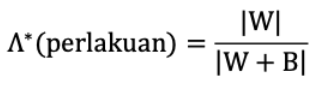 Λ*(perlakuan) = |W| / |W + B|